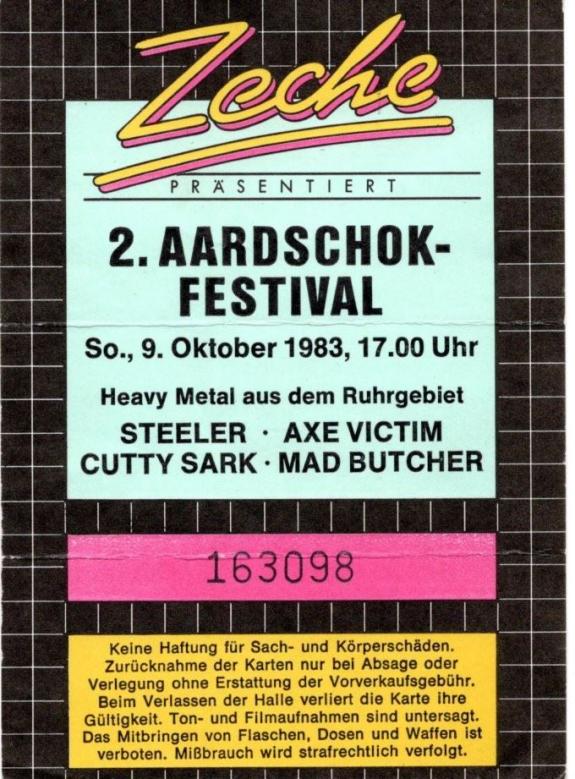 Zeche
PRÄSENTIERT
2. AARDSCHOK-
FESTIVAL
So., 9. Oktober 1983, 17.00 Uhr
Heavy Metal aus dem Ruhrgebiet
STEELER · AXE VICTIM
CUTTY SARK · MAD BUTCHER
163098
Keine Haftung für Sach- und Körperschäden.
Zurücknahme der Karten nur bei Absage oder
Verlegung ohne Erstattung der Vorverkaufsgebühr.
Beim Verlassen der Halle verliert die Karte ihre
Gültigkeit. Ton- und Filmaufnahmen sind untersagt.
Das Mitbringen von Flaschen, Dosen und Waffen ist
verboten. Mißbrauch wird strafrechtlich verfolgt.